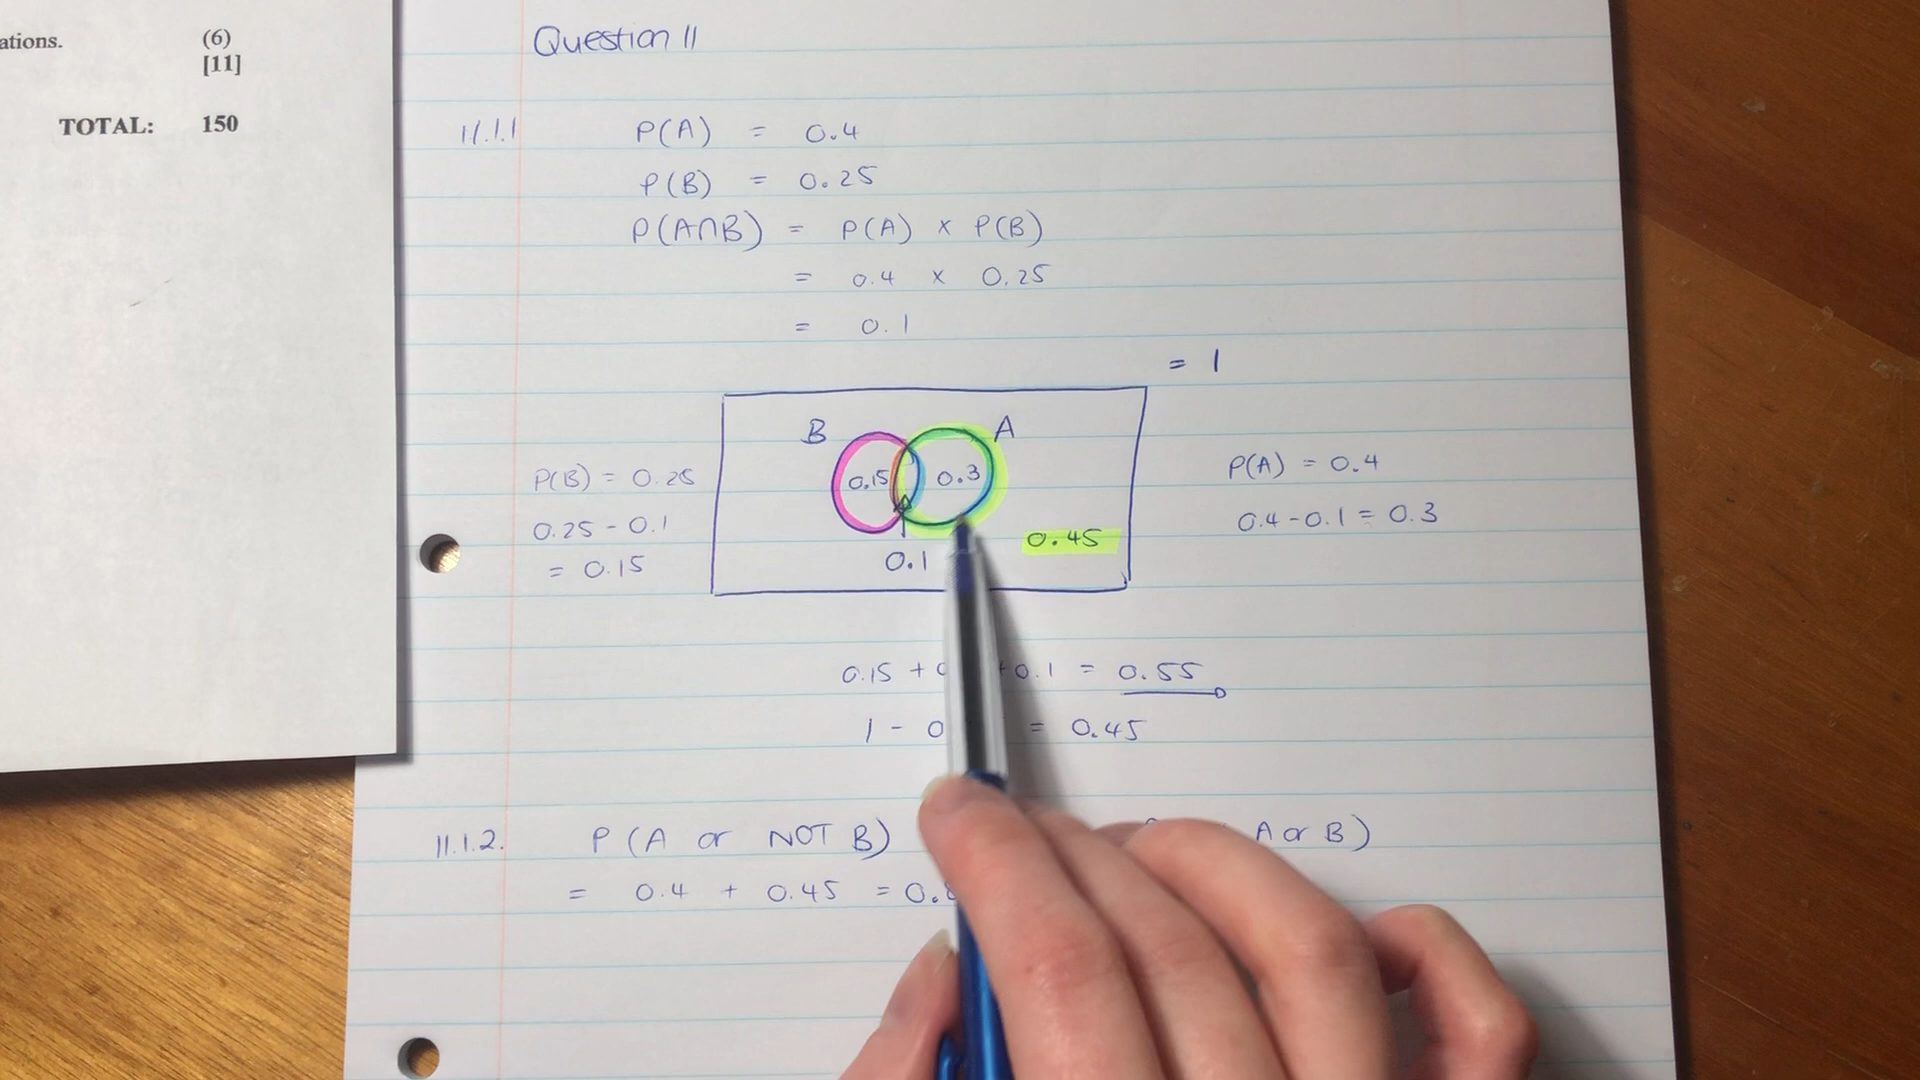 ations. (6)
[11]
TOTAL: 150
Question 11
11.1.1 P(A) = 0.4
P(B) = 0.25
P(A∩B) = P(A) x P(B)
= 0.4 x 0.25
= 0.1
= 1
B A
0.15 0.3
0.1
0.45
P(B) = 0.25
0.25 - 0.1
= 0.15
P(A) = 0.4
0.4 - 0.1 = 0.3
0.15 + +0.1 = 0.55
1 - 0 = 0.45
11.1.2. P (A or NOT B) A or B)
= 0.4 + 0.45 = 0.